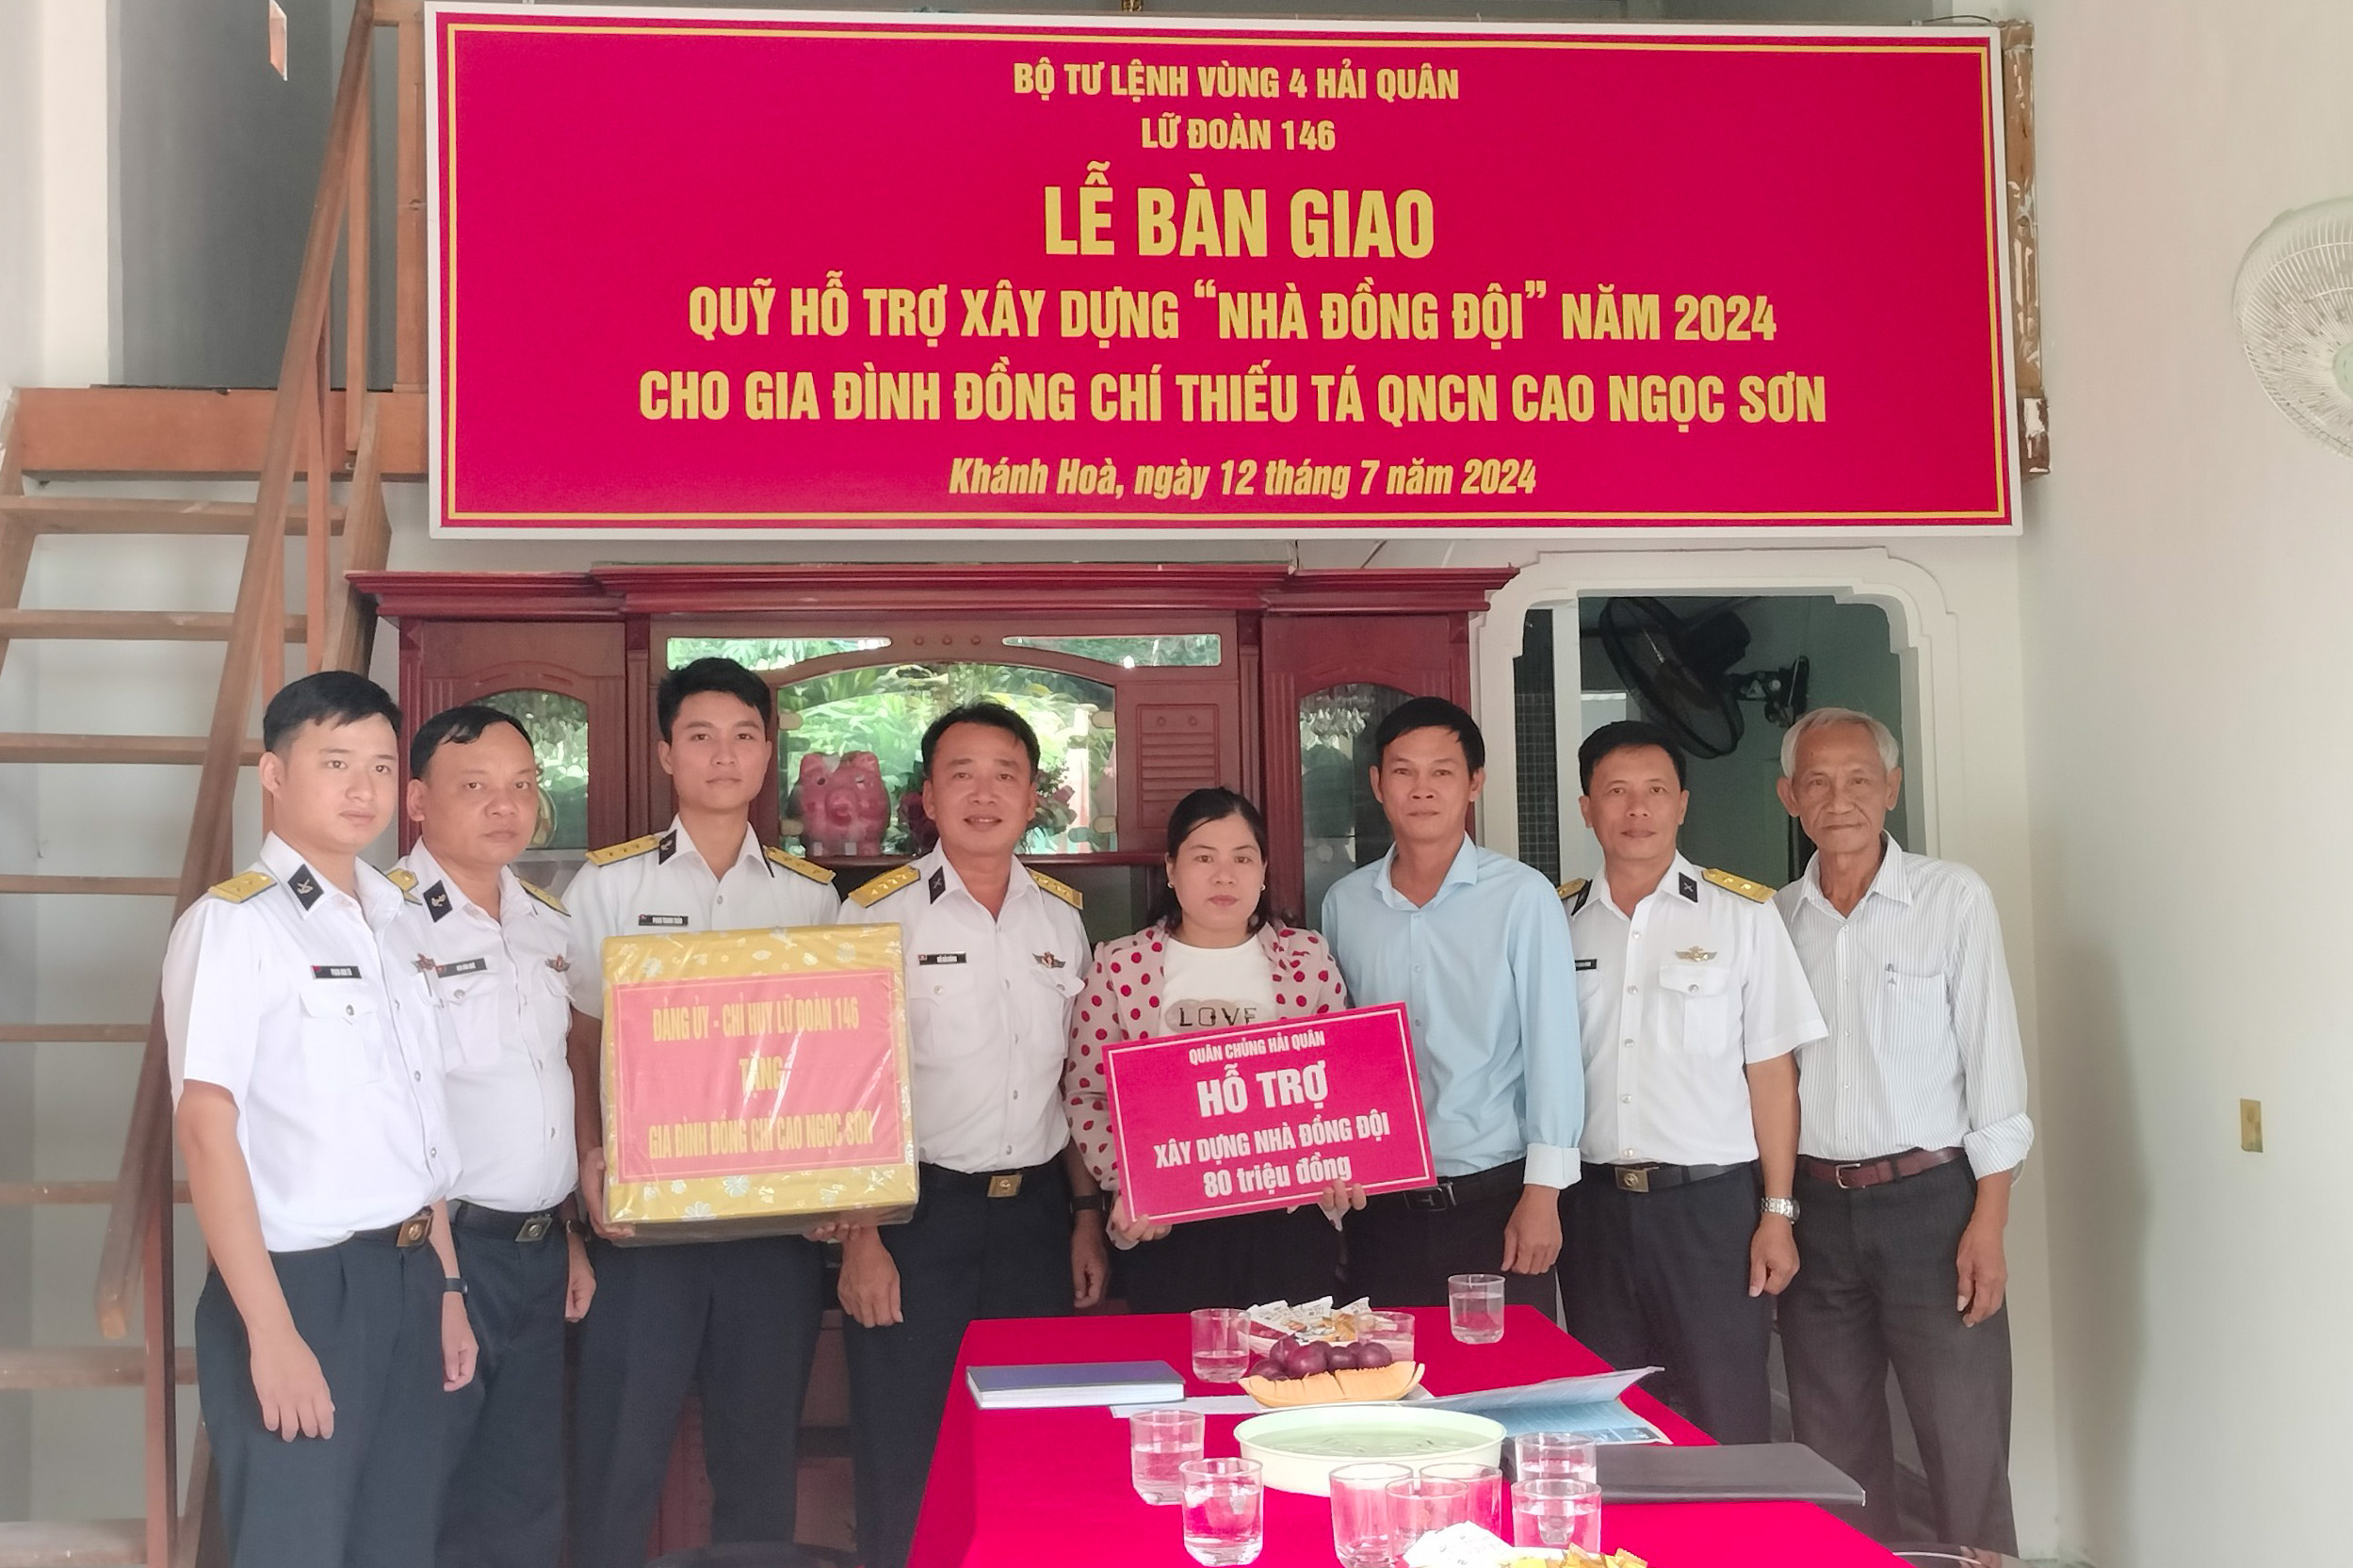 BỘ TƯ LỆNH VÙNG 4 HẢI QUÂN
LỮ ĐOÀN 146
LỄ BÀN GIAO
QUỸ HỖ TRỢ XÂY DỰNG “NHÀ ĐỒNG ĐỘI” NĂM 2024
CHO GIA ĐÌNH ĐỒNG CHÍ THIẾU TÁ QNCN CAO NGỌC SƠN
Khánh Hoà, ngày 12 tháng 7 năm 2024
ĐẢNG ỦY - CHỈ HUY LỮ ĐOÀN 146
TẶNG
GIA ĐÌNH ĐỒNG CHÍ CAO NGỌC SƠN
LOVE
QUÂN CHỦNG HẢI QUÂN
HỖ TRỢ
XÂY DỰNG NHÀ ĐỒNG ĐỘI
80 triệu đồng